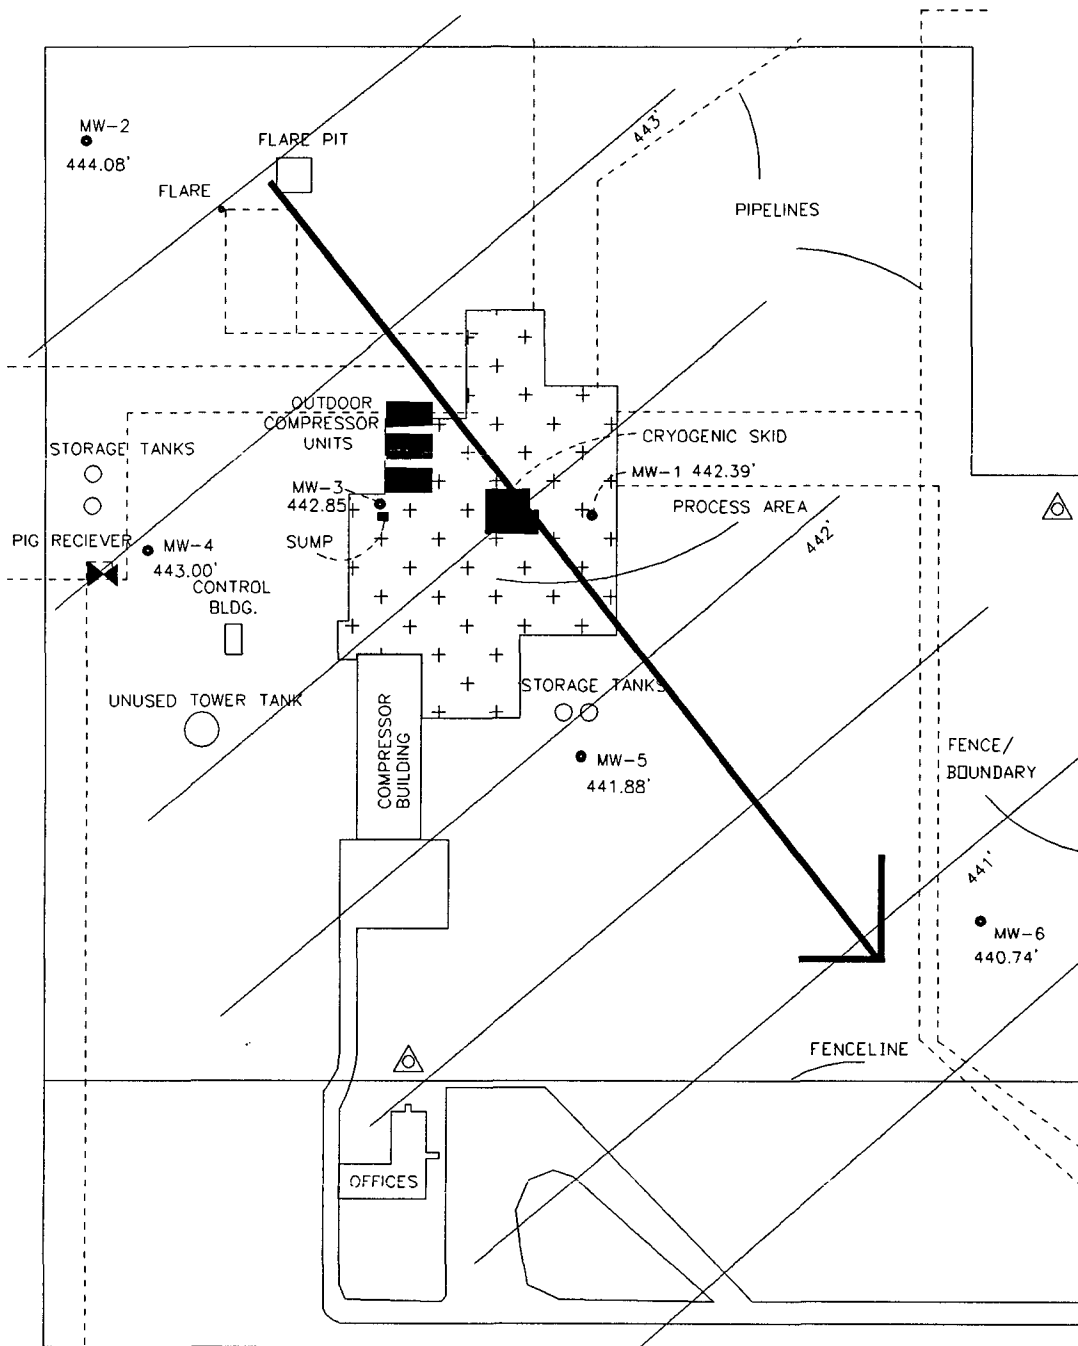 MW-2
444.08'
FLARE PIT
FLARE
443'
PIPELINES
OUTDOOR
COMPRESSOR
UNITS
STORAGE TANKS
CRYOGENIC SKID
MW-1 442.39'
MW-3
442.85
PROCESS AREA
442'
PIG RECIEVER
MW-4
443.00'
SUMP
CONTROL
BLDG.
UNUSED TOWER TANK
STORAGE TANKS
COMPRESSOR
BUILDING
MW-5
441.88'
FENCE/
BOUNDARY
441'
MW-6
440.74'
FENCELINE
OFFICES